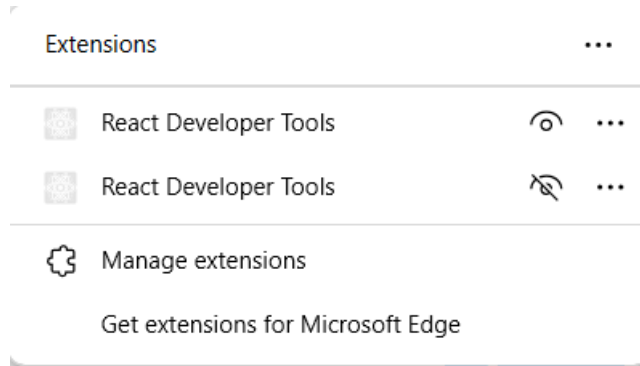 Extensions
React Developer Tools
React Developer Tools
Manage extensions
Get extensions for Microsoft Edge